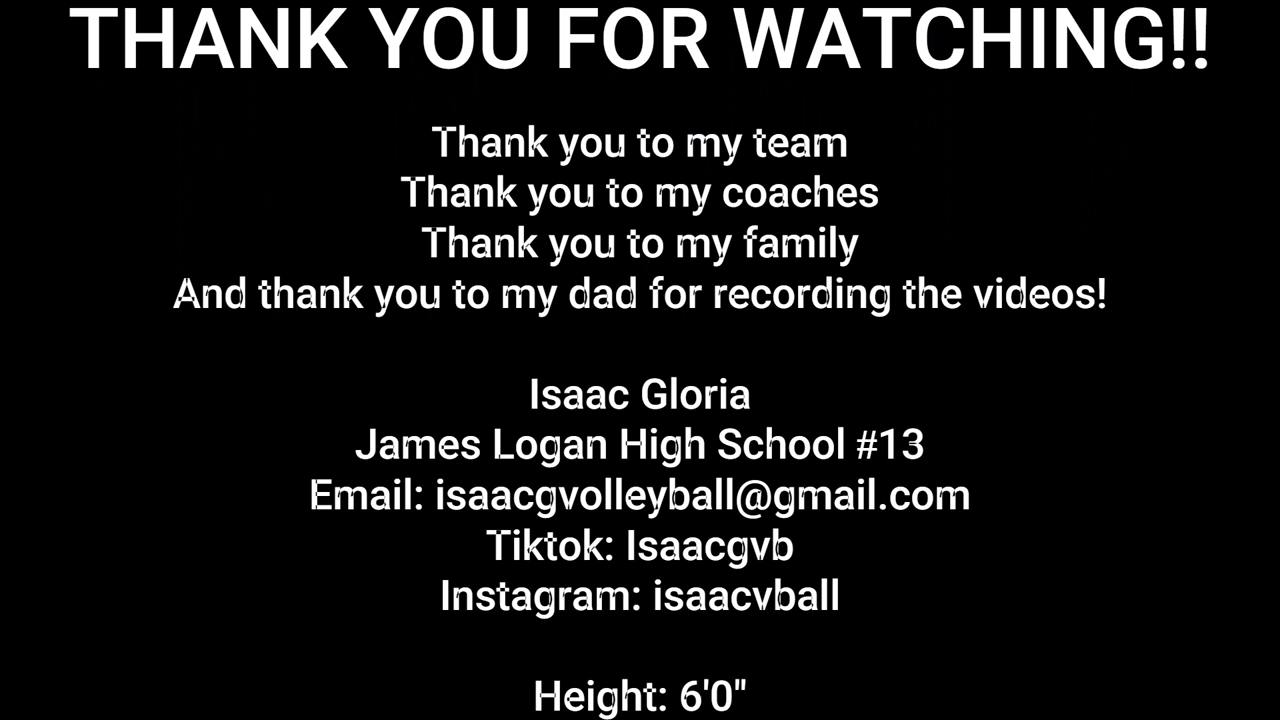 THANK YOU FOR WATCHING!!
Thank you to my team
Thank you to my coaches
Thank you to my family
And thank you to my dad for recording the videos!
Isaac Gloria
James Logan High School #13
Email: isaacgvolleyball@gmail.com
Tiktok: Isaacgvb
Instagram: isaacvball
Height: 6'0"